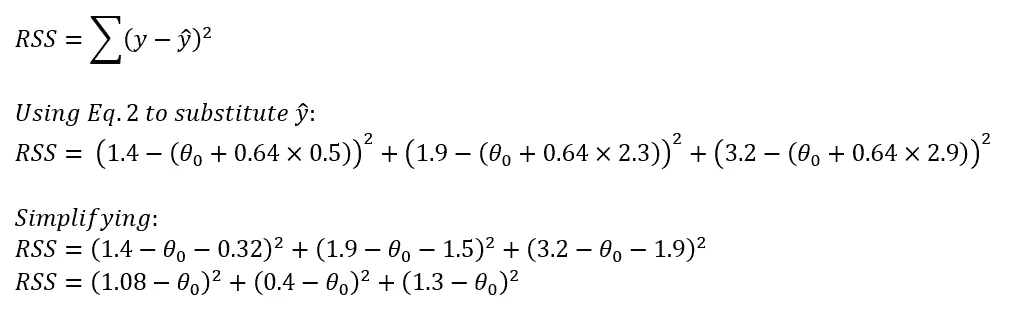 RSS = ∑(y − ŷ)²
Using Eq. 2 to substitute ŷ:
RSS = (1.4 − (θ₀ + 0.64 × 0.5))² + (1.9 − (θ₀ + 0.64 × 2.3))² + (3.2 − (θ₀ + 0.64 × 2.9))²
Simplifying:
RSS = (1.4 − θ₀ − 0.32)² + (1.9 − θ₀ − 1.5)² + (3.2 − θ₀ − 1.9)²
RSS = (1.08 − θ₀)² + (0.4 − θ₀)² + (1.3 − θ₀)²